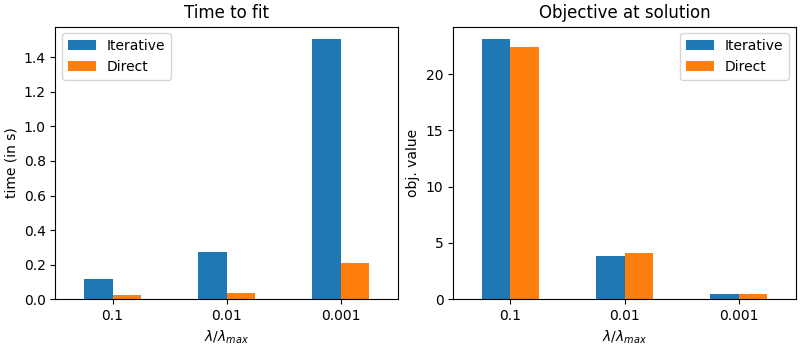 Time to fit
Iterative
Direct
time (in s)
1.4
1.2
1.0
0.8
0.6
0.4
0.2
0.0
0.1
0.01
0.001
λ/λmax
Objective at solution
Iterative
Direct
obj. value
20
15
10
5
0
0.1
0.01
0.001
λ/λmax